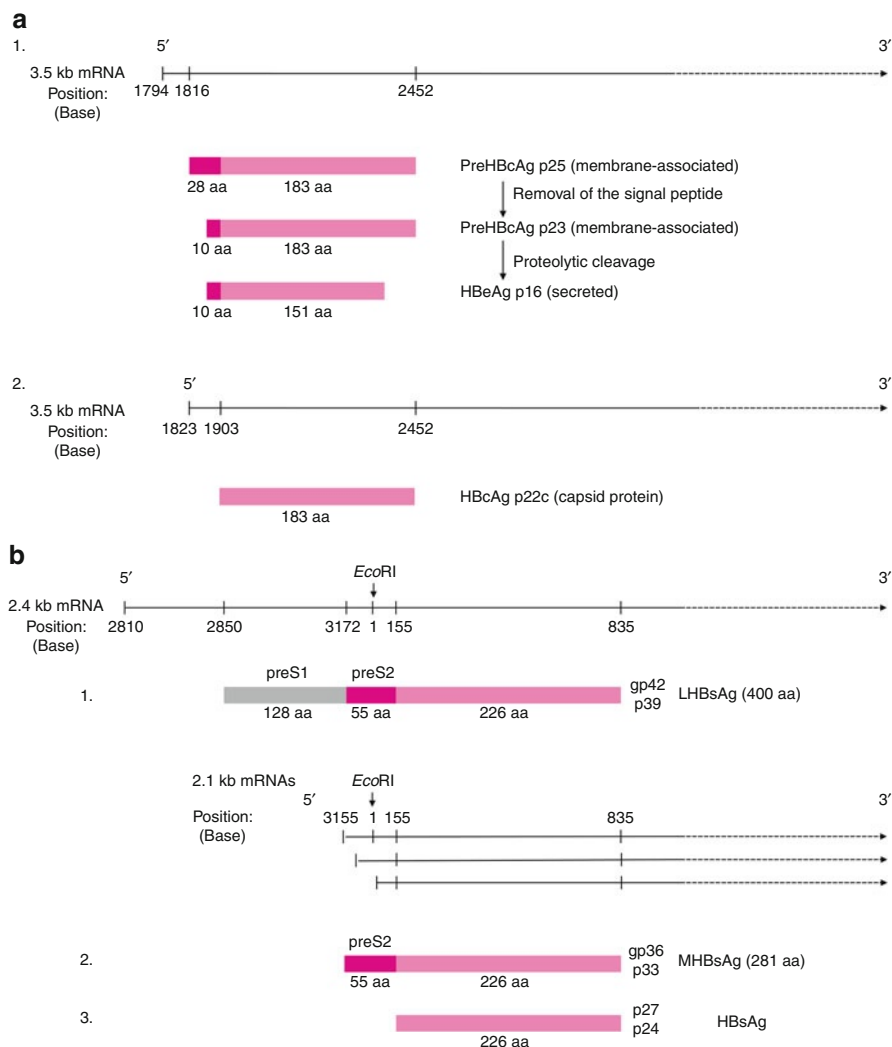 a
1.
5′
3′
3.5 kb mRNA
Position:
(Base)
1794 1816
2452
PreHBcAg p25 (membrane-associated)
28 aa
183 aa
Removal of the signal peptide
PreHBcAg p23 (membrane-associated)
10 aa
183 aa
Proteolytic cleavage
HBeAg p16 (secreted)
10 aa
151 aa
2.
5′
3′
3.5 kb mRNA
Position:
(Base)
1823 1903
2452
HBcAg p22c (capsid protein)
183 aa
b
EcoRI
5′
3′
2.4 kb mRNA
Position:
(Base)
2810
2850
3172 1 155
835
preS1
preS2
1.
gp42
p39
LHBsAg (400 aa)
128 aa
55 aa
226 aa
2.1 kb mRNAs
EcoRI
5′
3′
Position:
(Base)
3155 1 155
835
preS2
2.
gp36
p33
MHBsAg (281 aa)
55 aa
226 aa
3.
p27
p24
HBsAg
226 aa